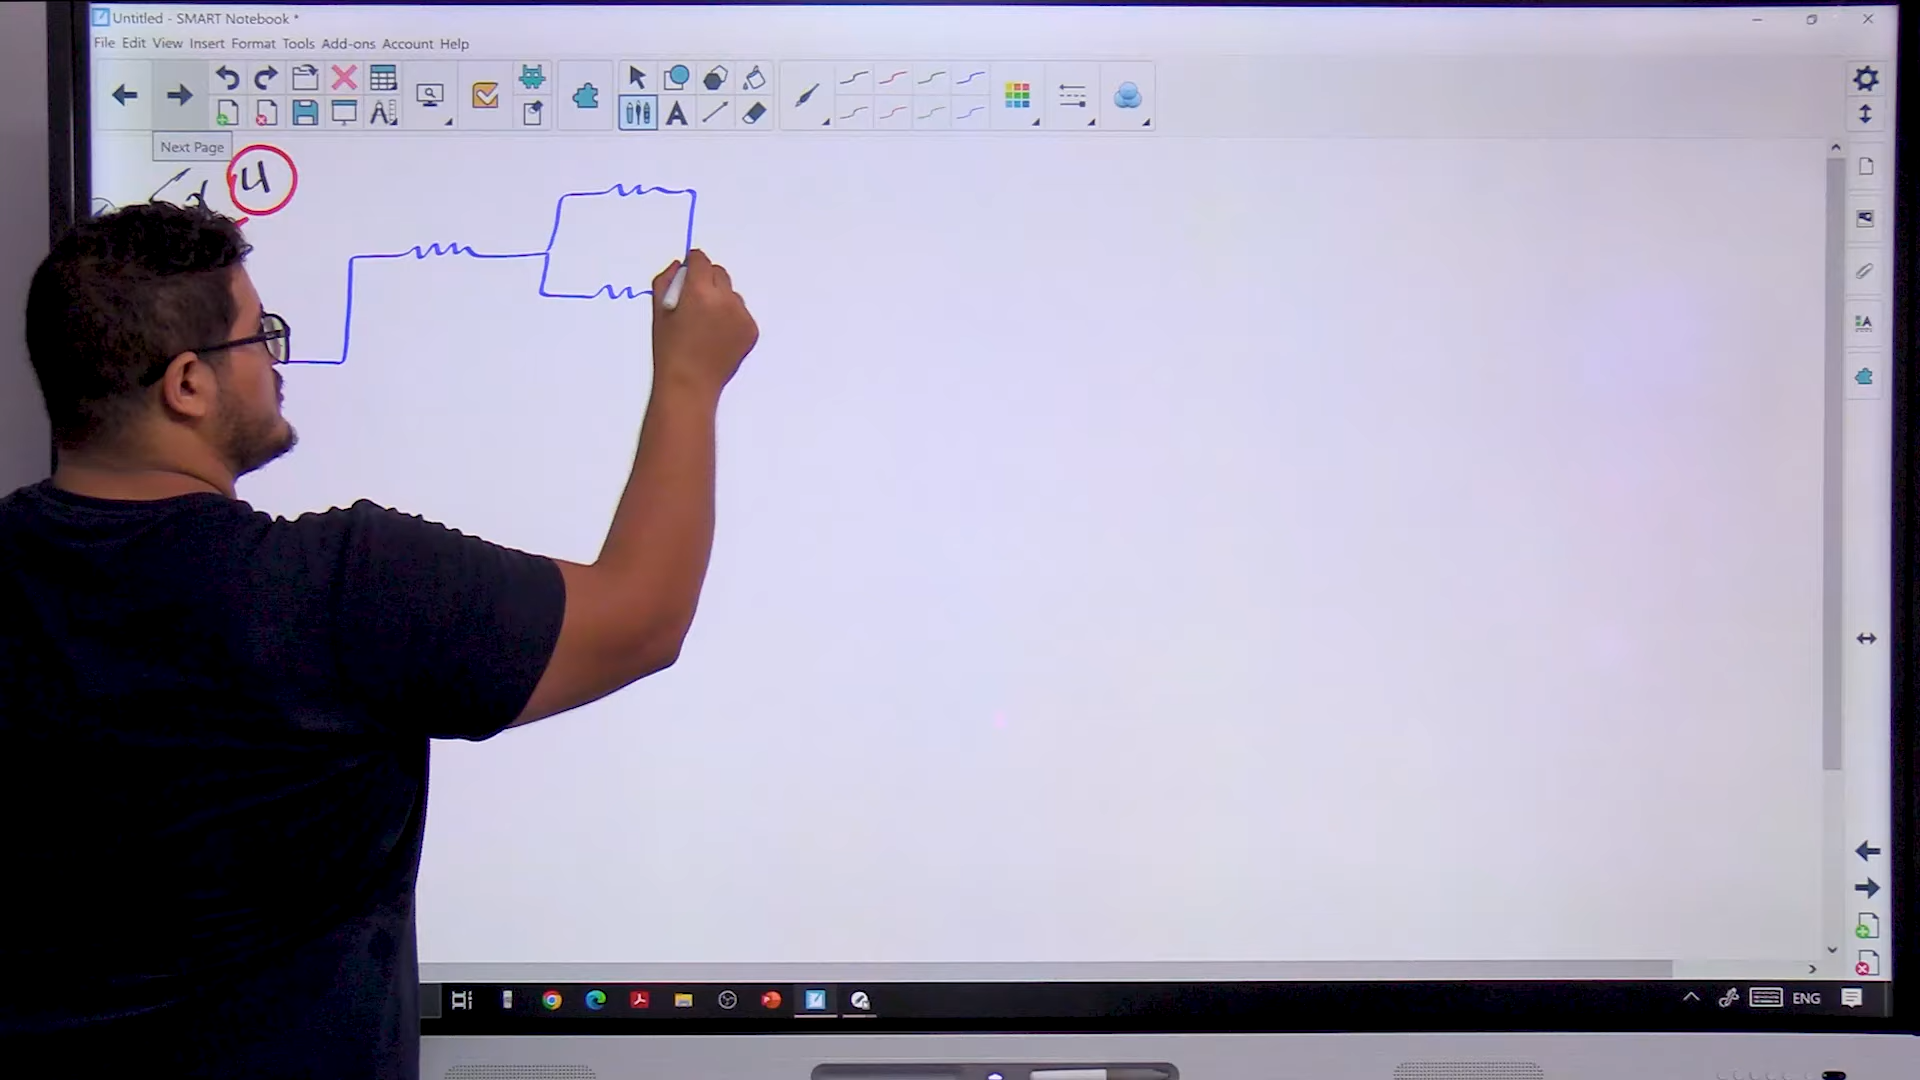 Untitled - SMART Notebook *
File Edit View Insert Format Tools Add-ons Account Help
Next Page
4
ENG